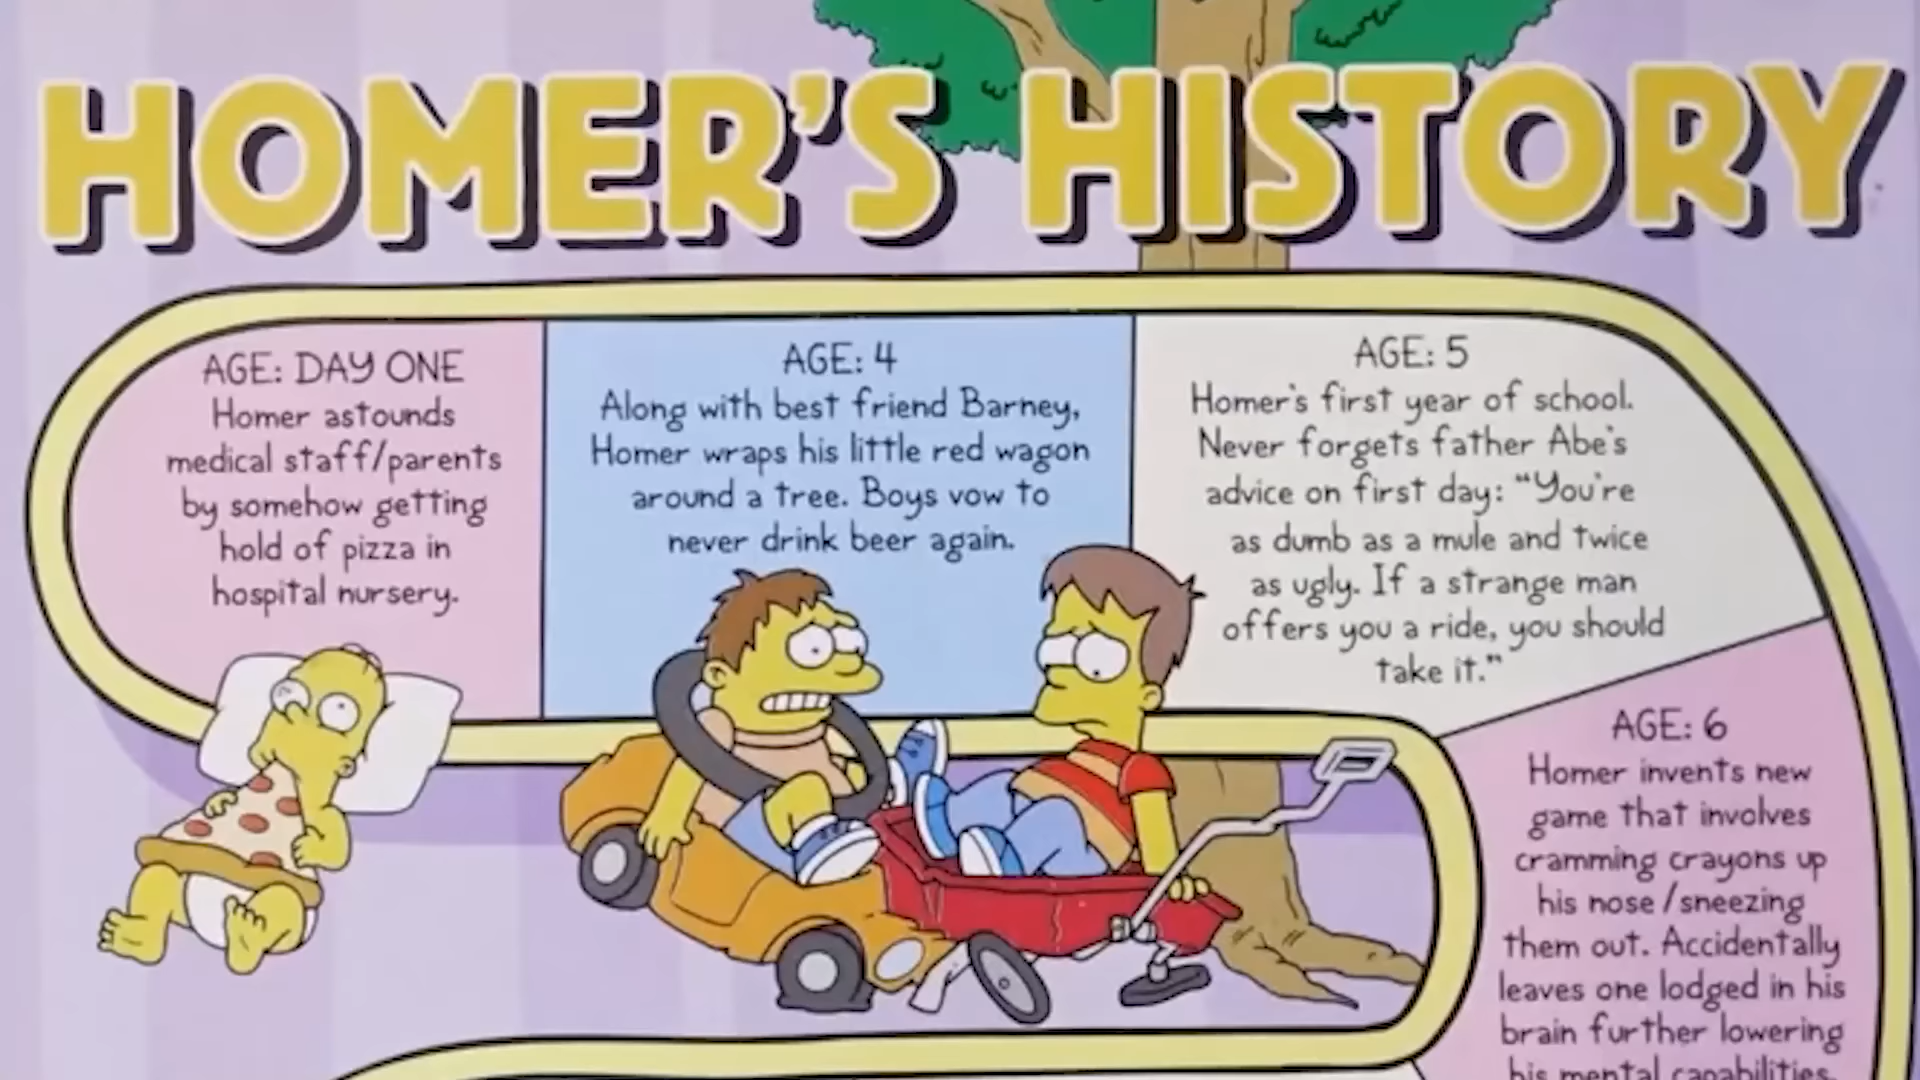 HOMER'S HISTORY
AGE: DAY ONE
Homer astounds
medical staff/parents
by somehow getting
hold of pizza in
hospital nursery.
AGE: 4
Along with best friend Barney,
Homer wraps his little red wagon
around a tree. Boys vow to
never drink beer again.
AGE: 5
Homer's first year of school.
Never forgets father Abe's
advice on first day: "You're
as dumb as a mule and twice
as ugly. If a strange man
offers you a ride, you should
take it."
AGE: 6
Homer invents new
game that involves
cramming crayons up
his nose/sneezing
them out. Accidentally
leaves one lodged in his
brain further lowering
his mental capabilities.